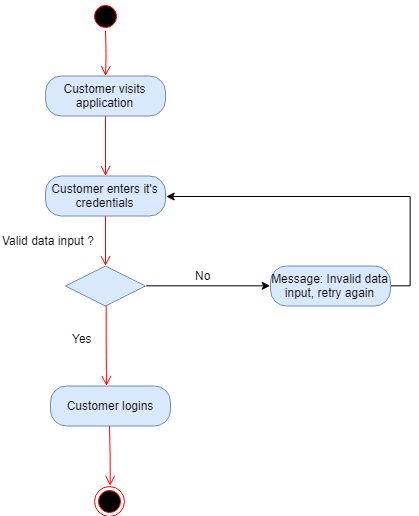 Customer visits
application
Customer enters it's
credentials
Valid data input ?
No
Message: Invalid data
input, retry again
Yes
Customer logins